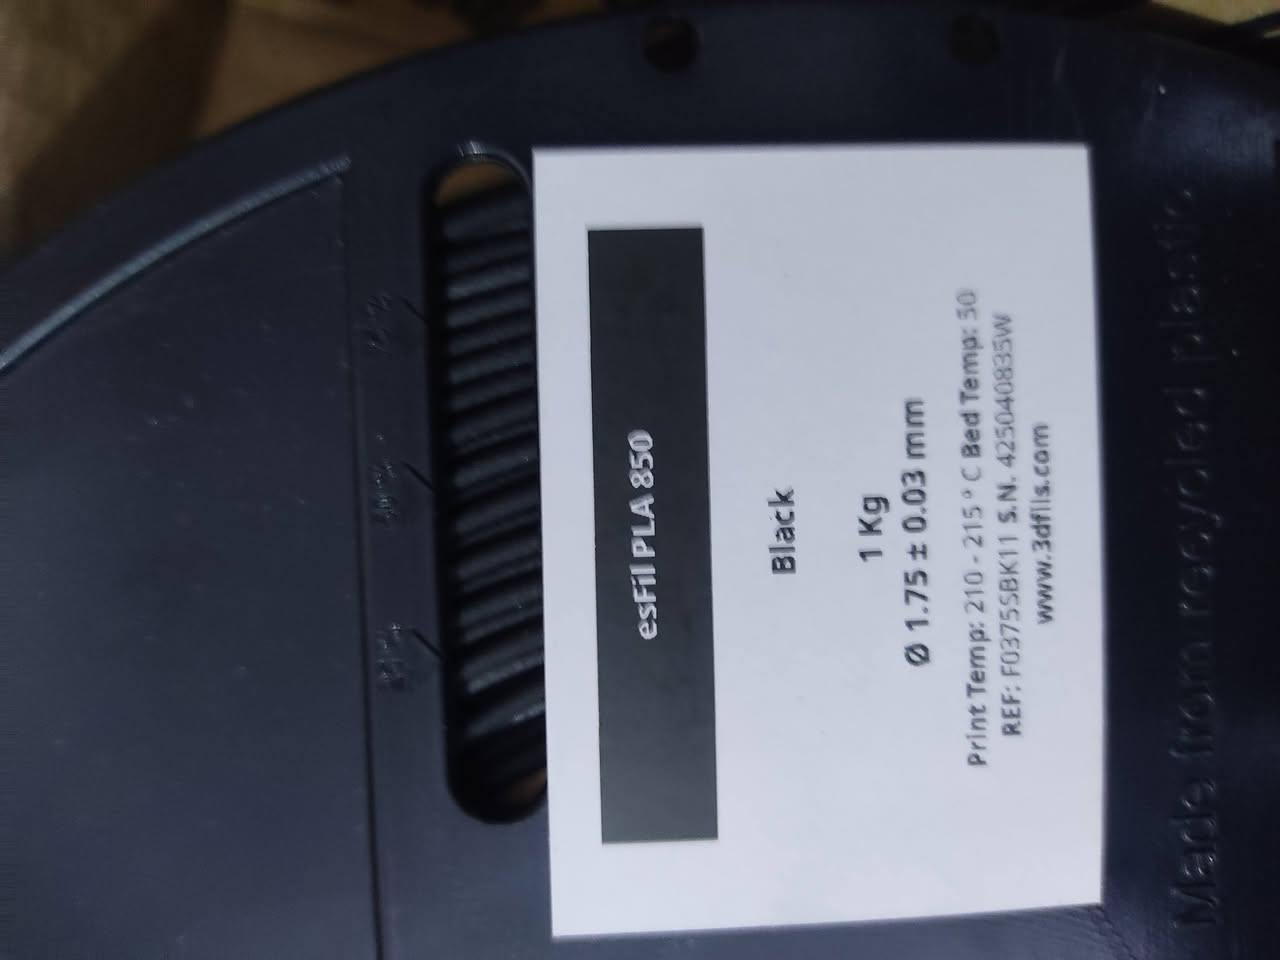 esFil PLA 850
Black
1 Kg
Ø 1.75 ± 0.03 mm
Print Temp: 210 - 215 º C Bed Temp: 50
REF: F0375SBK11 S.N. 425040835W
www.3dfils.com
Made from recycled plastic